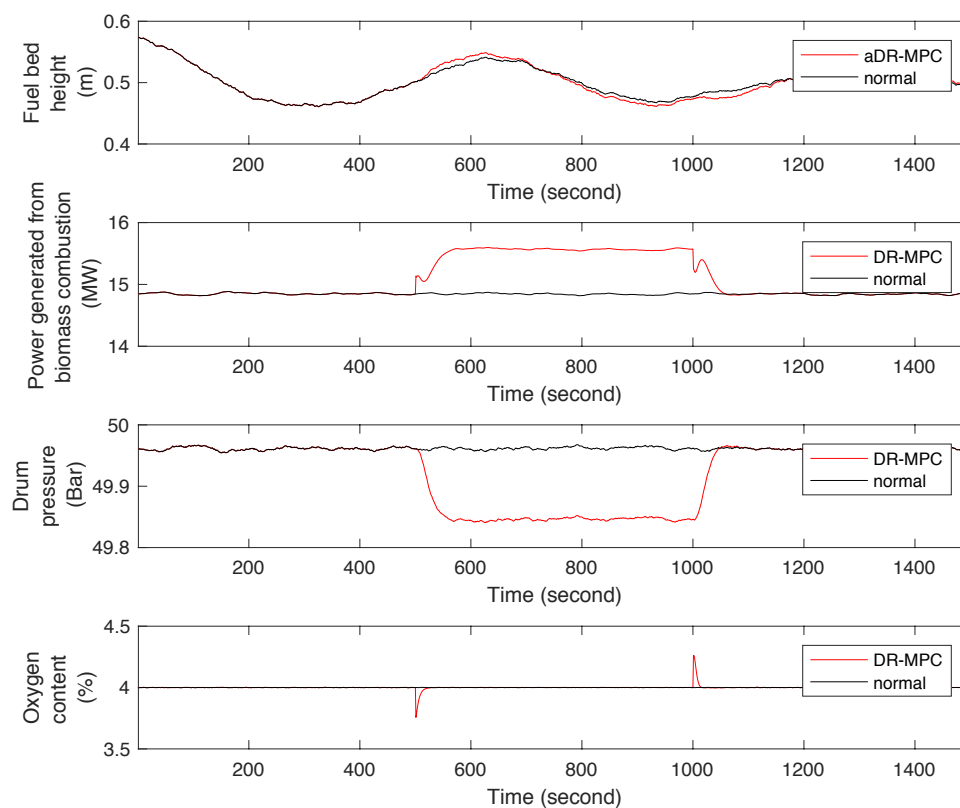 Fuel bed
height
(m)
0.6
0.5
0.4
aDR-MPC
normal
200 400 600 800 1000 1200 1400
Time (second)
Power generated from
biomass combustion
(MW)
16
15
14
DR-MPC
normal
200 400 600 800 1000 1200 1400
Time (second)
Drum
pressure
(Bar)
50
49.9
49.8
DR-MPC
normal
200 400 600 800 1000 1200 1400
Time (second)
Oxygen
content
(%)
4.5
4
3.5
DR-MPC
normal
200 400 600 800 1000 1200 1400
Time (second)